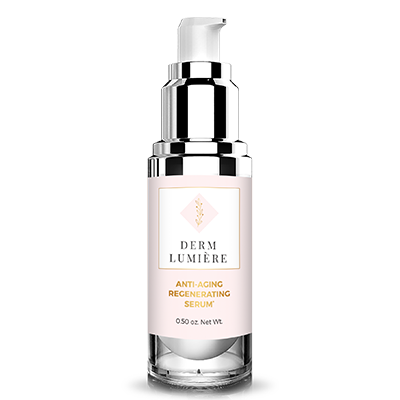 DERM
LUMIÈRE
ANTI-AGING
REGENERATING
SERUM*
0.50 oz. Net Wt.